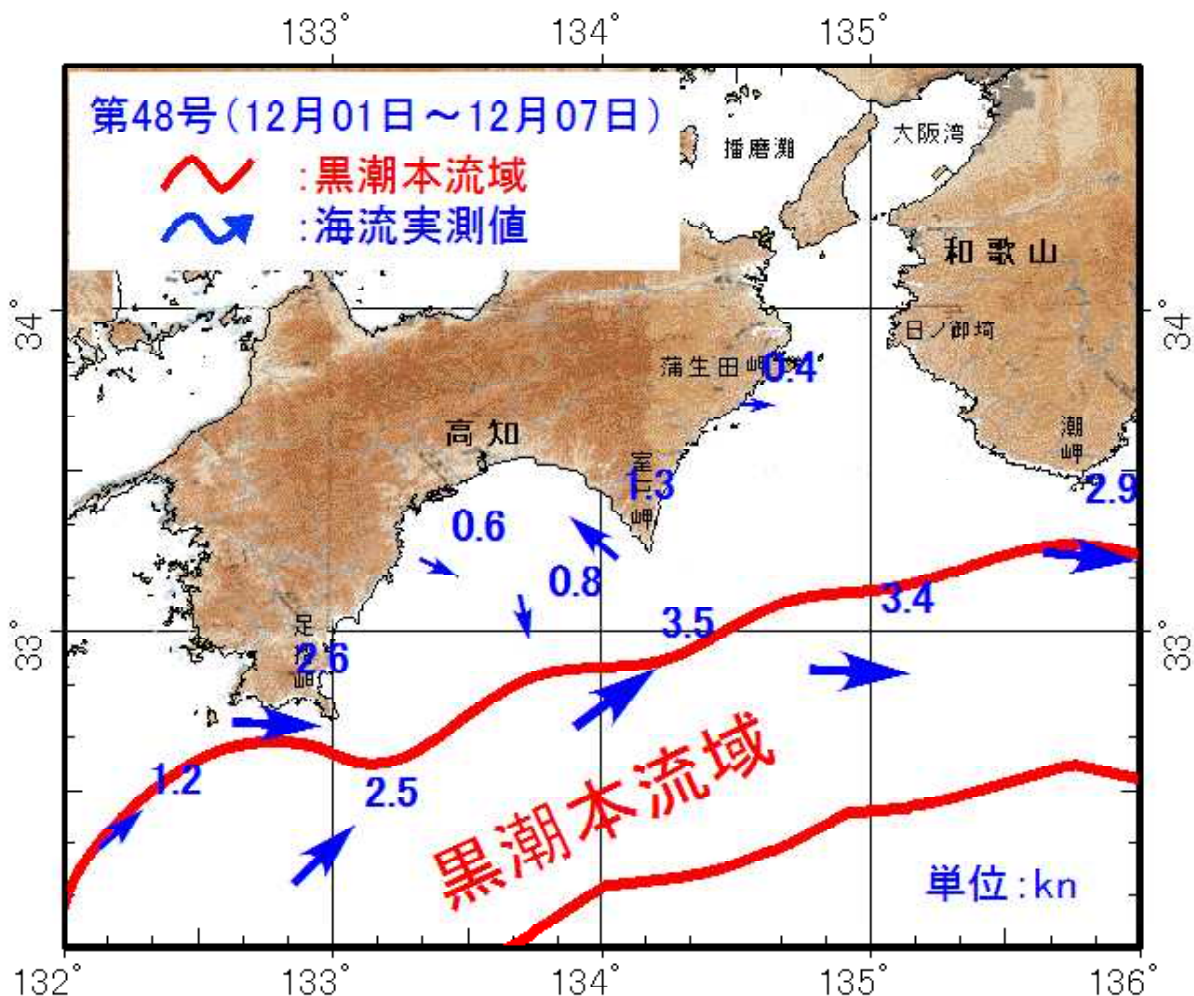 133°
134°
135°
第48号(12月01日～12月07日)
:黒潮本流域
:海流実測値
播磨灘
大阪湾
和歌山
34°
34°
日ノ御埼
蒲生田岬
0.4
高知
潮岬
室戸岬
1.3
2.9
0.6
0.8
3.5
3.4
33°
33°
足摺岬
2.6
1.2
2.5
黒潮本流域
単位:kn
132°
133°
134°
135°
136°